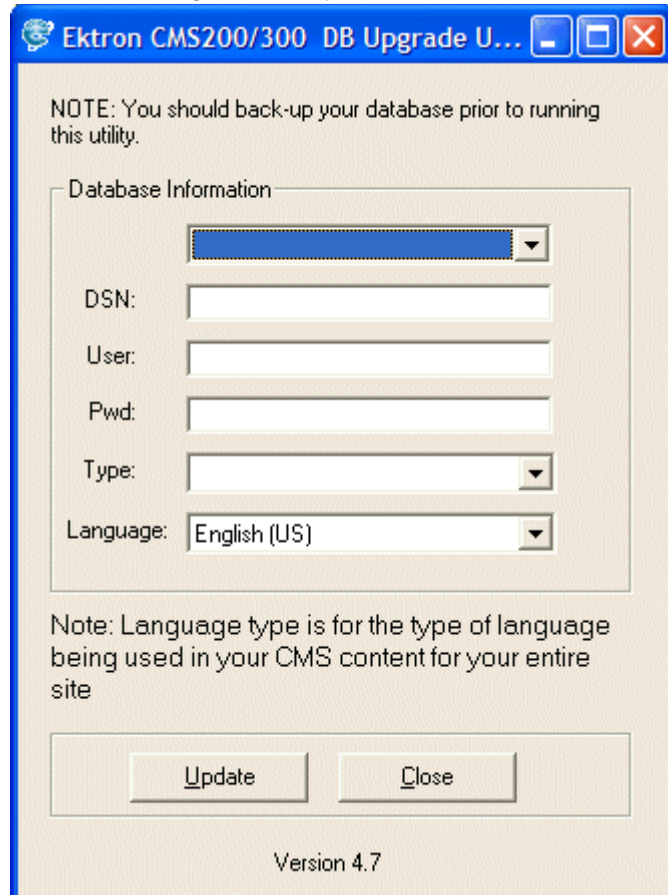 Ektron CMS200/300 DB Upgrade U...
NOTE: You should back-up your database prior to running
this utility.
Database Information
DSN:
User:
Pwd:
Type:
Language: English (US)
Note: Language type is for the type of language
being used in your CMS content for your entire
site
Update Close
Version 4.7